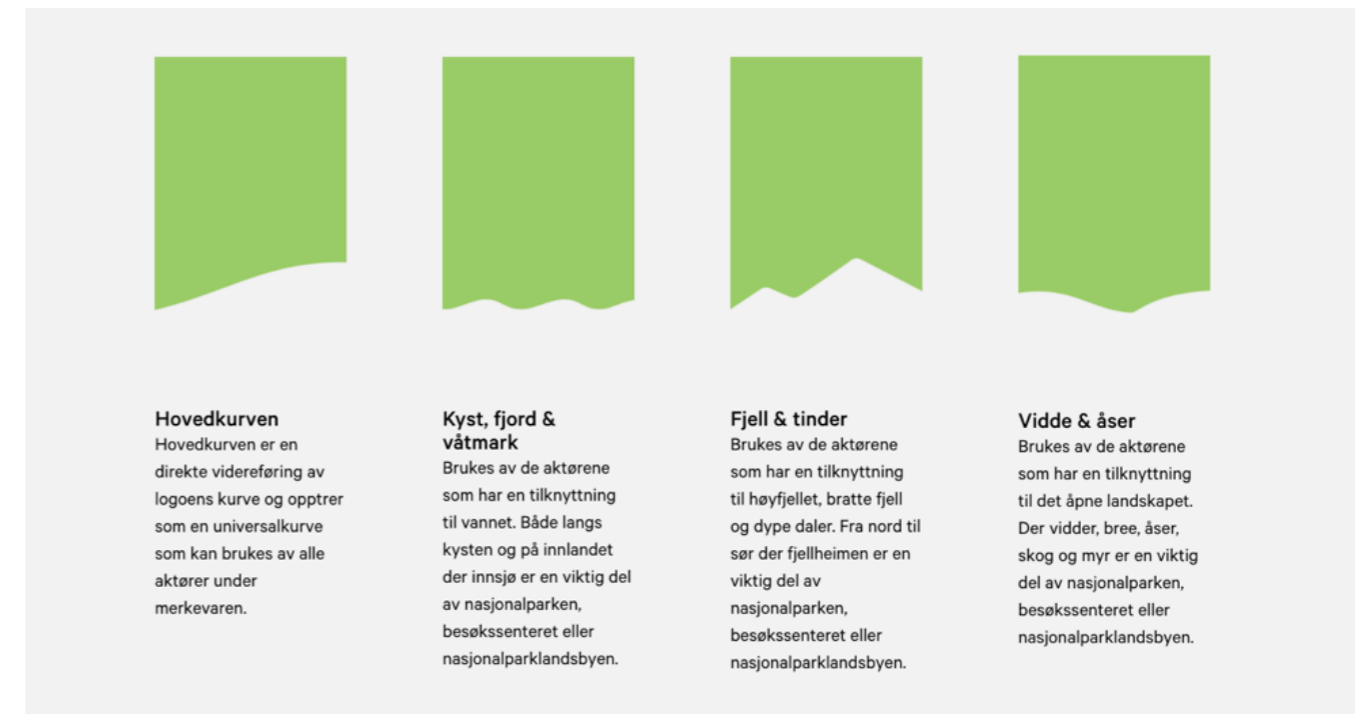 Hovedkurven
Hovedkurven er en
direkte videreføring av
logoens kurve og opptrer
som en universalkurve
som kan brukes av alle
aktører under
merkevaren.
Kyst, fjord &
våtmark
Brukes av de aktørene
som har en tilknyttning
til vannet. Både langs
kysten og på innlandet
der innsjø er en viktig del
av nasjonalparken,
besøkssenteret eller
nasjonalparklandsbyen.
Fjell & tinder
Brukes av de aktørene
som har en tilknyttning
til høyfjellet, bratte fjell
og dype daler. Fra nord til
sør der fjellheimen er en
viktig del av
nasjonalparken,
besøkssenteret eller
nasjonalparklandsbyen.
Vidde & åser
Brukes av de aktørene
som har en tilknyttning
til det åpne landskapet.
Der vidder, bree, åser,
skog og myr er en viktig
del av nasjonalparken,
besøkssenteret eller
nasjonalparklandsbyen.